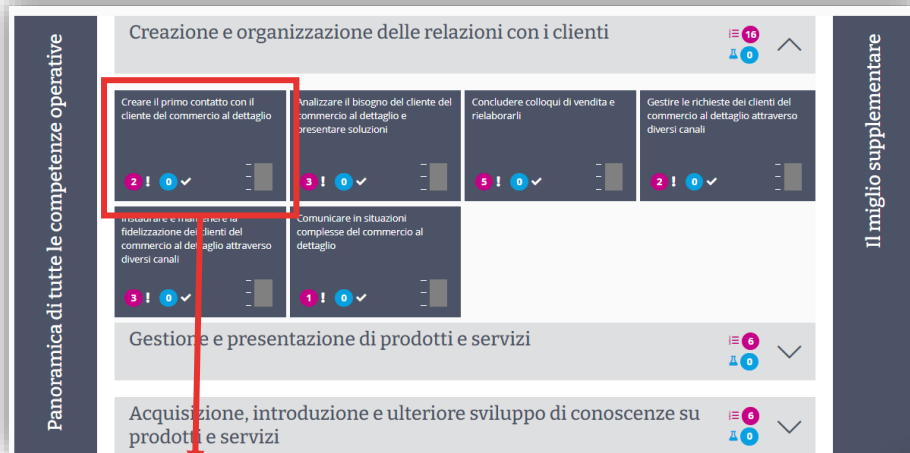 Panoramica di tutte le competenze operative
Creazione e organizzazione delle relazioni con i clienti
16
0
Creare il primo contatto con il
cliente del commercio al dettaglio
2 ! 0
Analizzare il bisogno del cliente del
commercio al dettaglio e
presentare soluzioni
3 ! 0
Concludere colloqui di vendita e
rielaborarli
5 ! 0
Gestire le richieste dei clienti del
commercio al dettaglio attraverso
diversi canali
2 ! 0
Instaurare e mantenere la
fidelizzazione dei clienti del
commercio al dettaglio attraverso
diversi canali
3 ! 0
Comunicare in situazioni
complesse del commercio al
dettaglio
1 ! 0
Gestione e presentazione di prodotti e servizi
6
0
Acquisizione, introduzione e ulteriore sviluppo di conoscenze su
prodotti e servizi
6
0
Il miglio supplementare